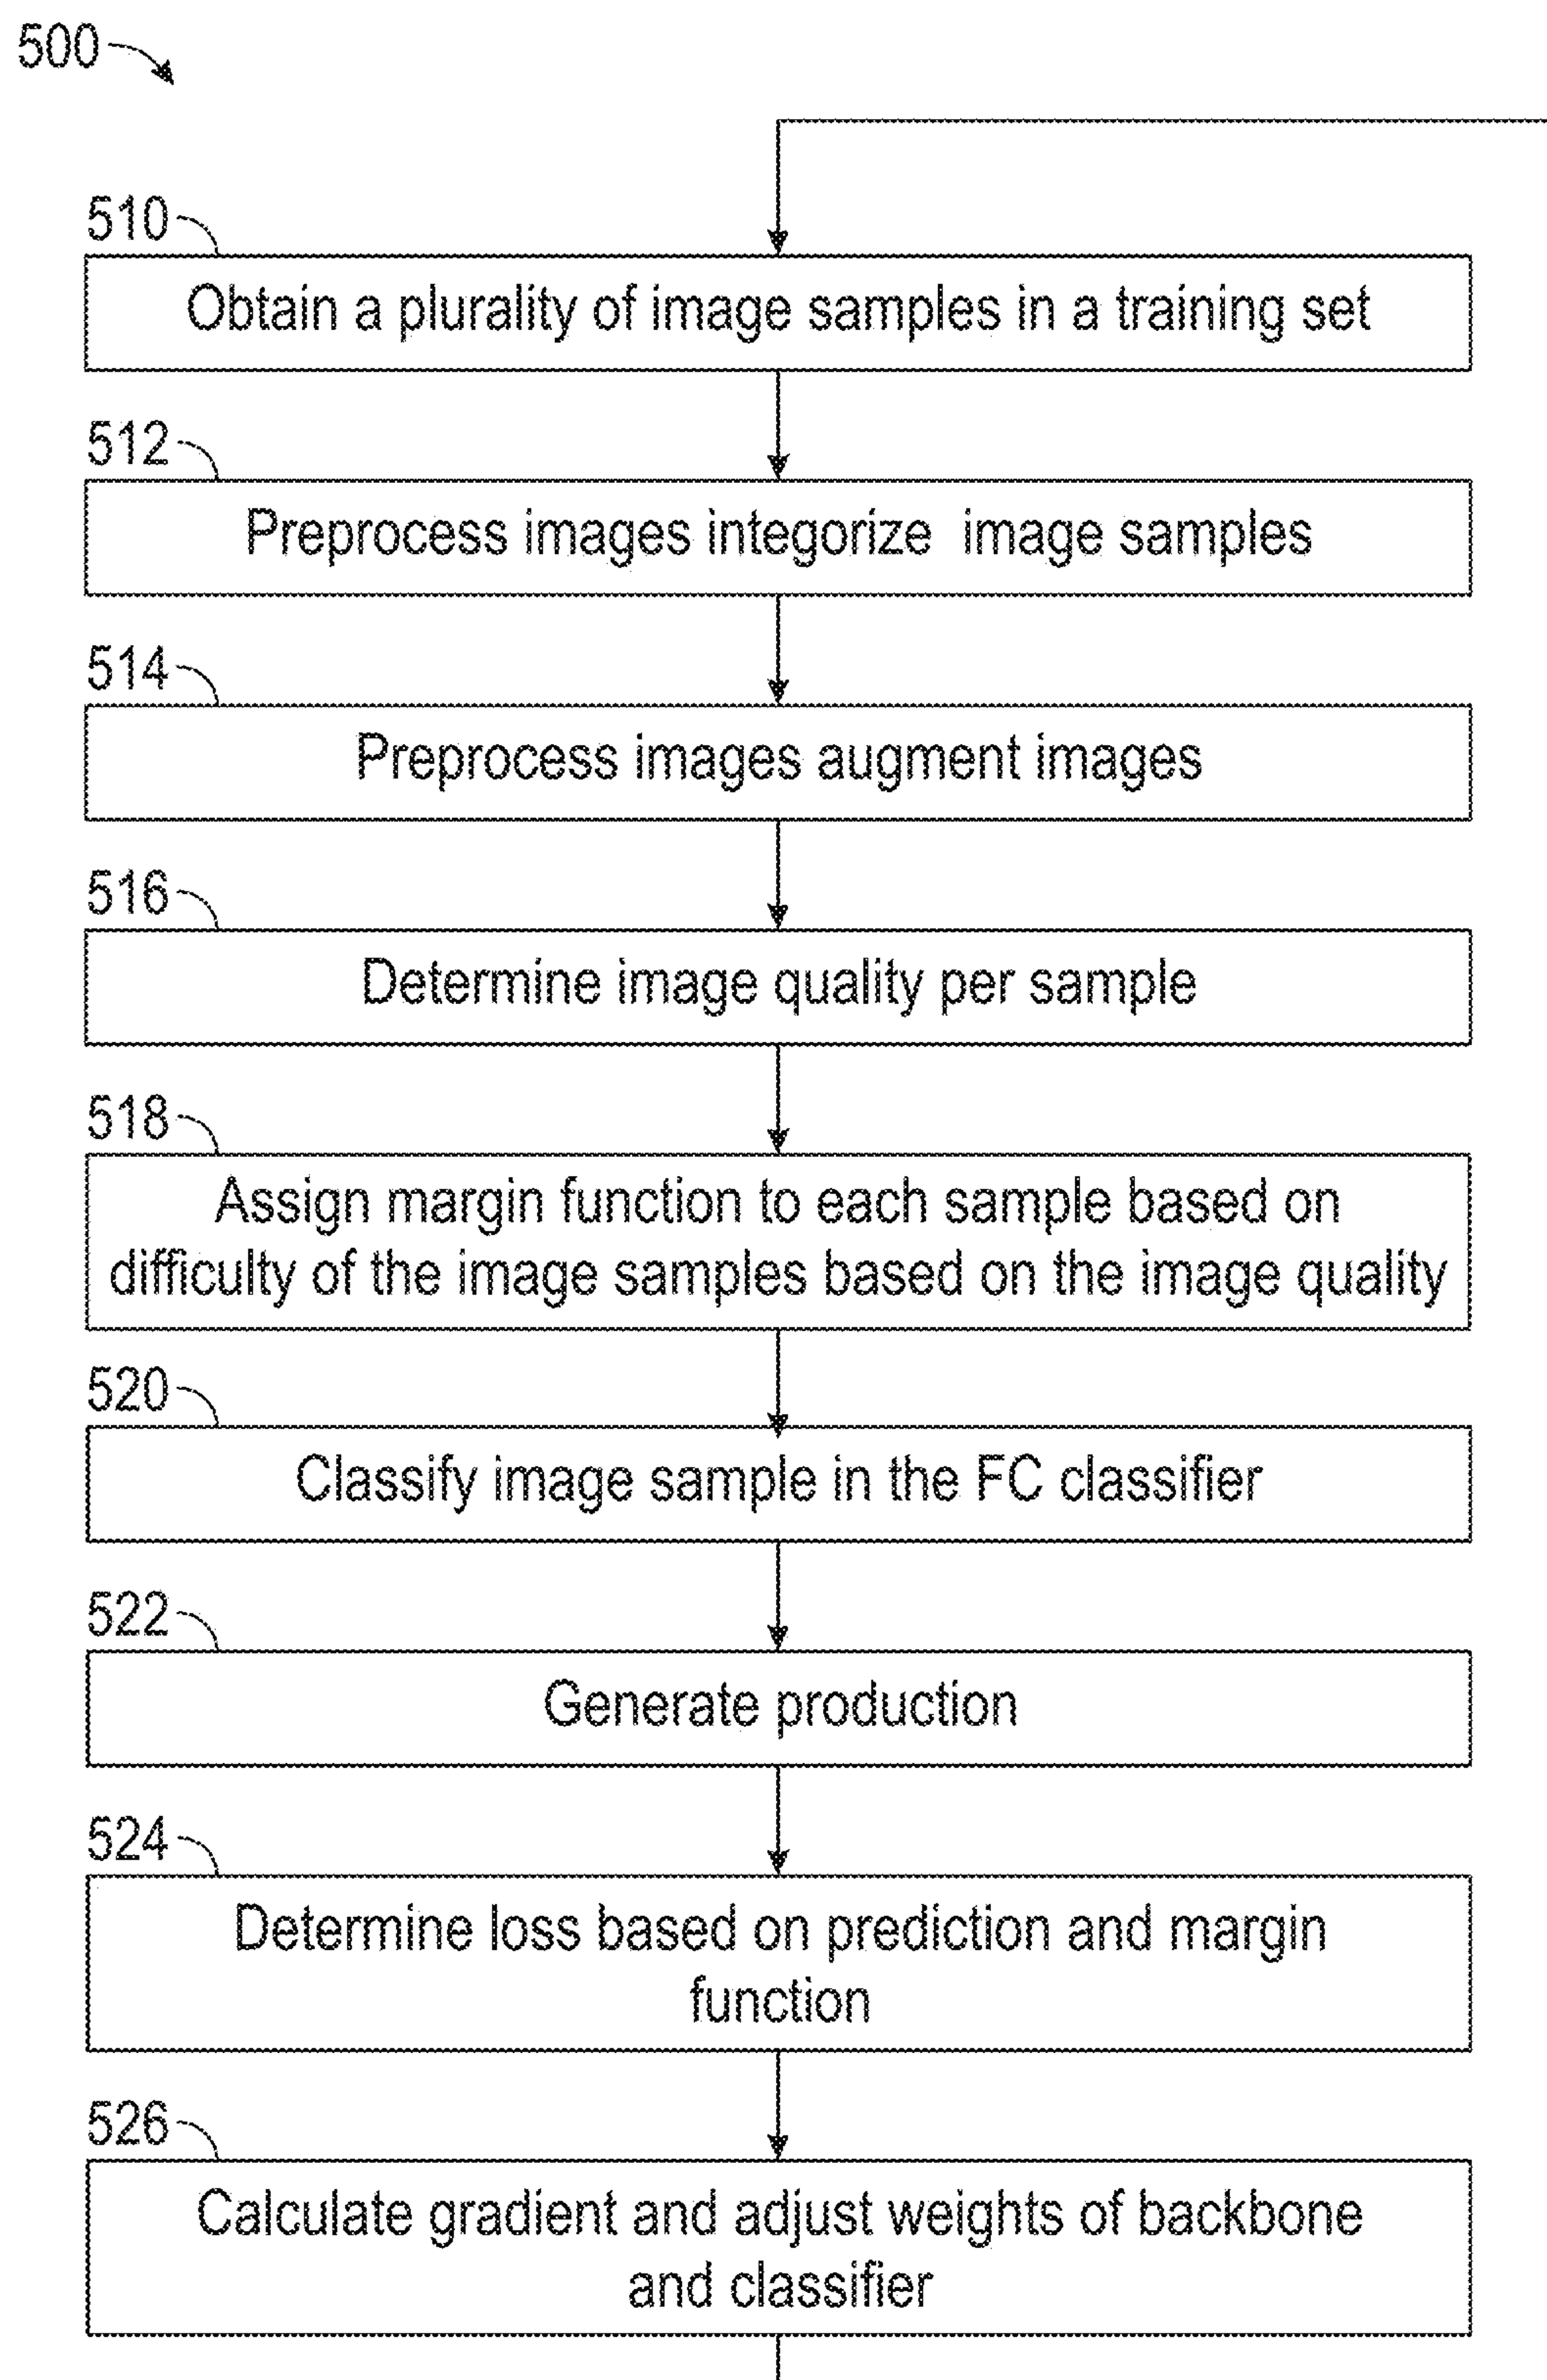 500
510
Obtain a plurality of image samples in a training set
512
Preprocess images integorize image samples
514
Preprocess images augment images
516
Determine image quality per sample
518
Assign margin function to each sample based on
difficulty of the image samples based on the image quality
520
Classify image sample in the FC classifier
522
Generate production
524
Determine loss based on prediction and margin
function
526
Calculate gradient and adjust weights of backbone
and classifier